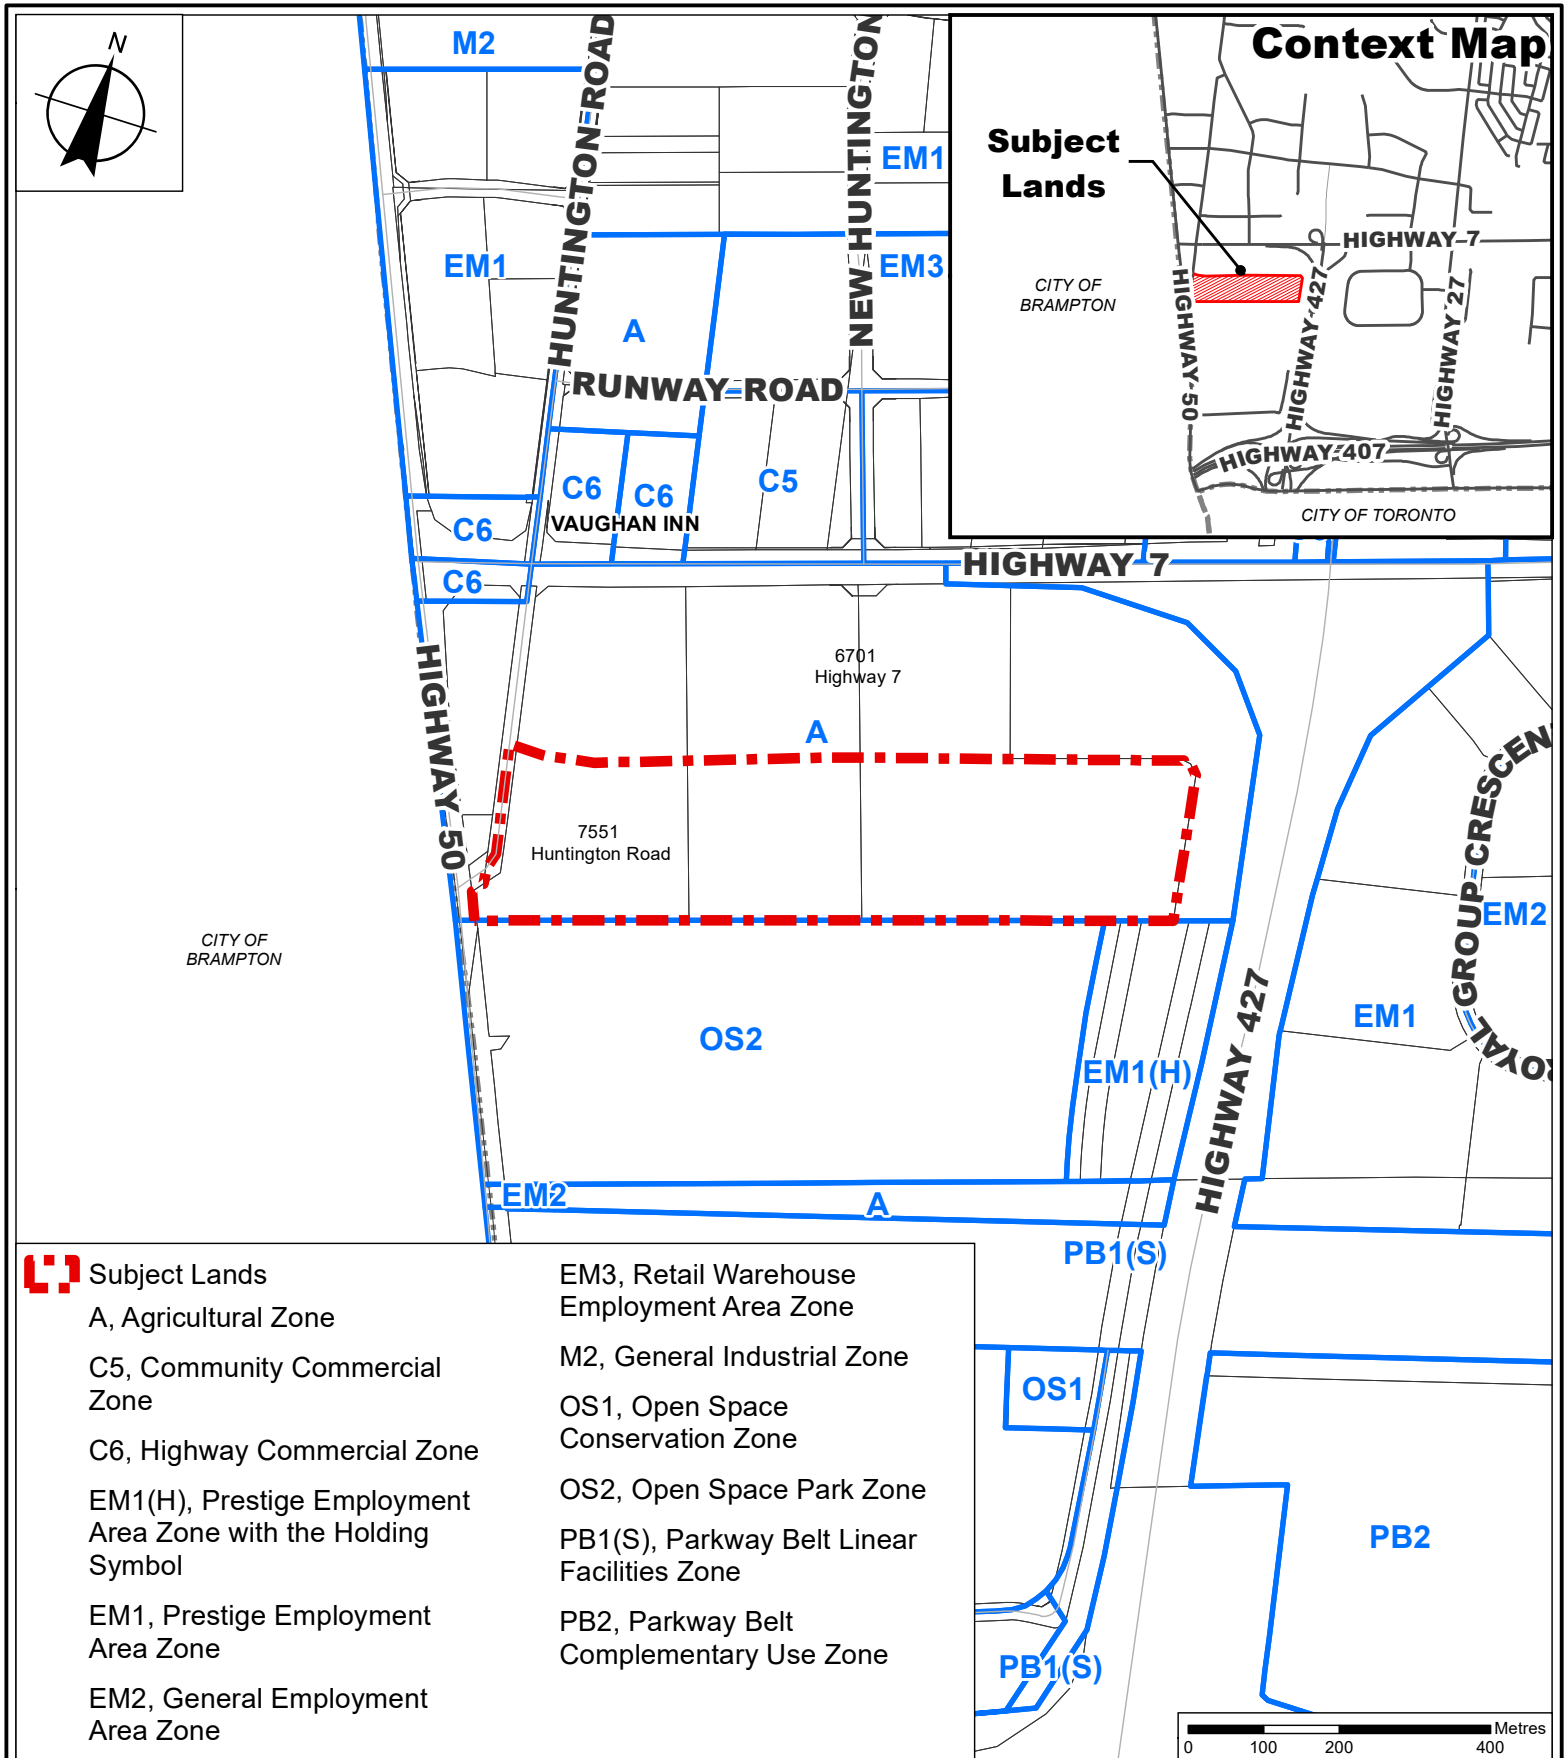 N
M2
HUNTINGTON ROAD
NEW HUNTINGTON
EM1
EM1
EM3
A
RUNWAY ROAD
C6
C6
C5
VAUGHAN INN
C6
C6
HIGHWAY 7
Context Map
Subject
Lands
HIGHWAY 7
CITY OF
BRAMPTON
HIGHWAY 50
HIGHWAY 427
HIGHWAY 27
HIGHWAY 407
CITY OF TORONTO
6701
Highway 7
A
HIGHWAY 50
7551
Huntington Road
CITY OF
BRAMPTON
ROYAL GROUP CRESCEN
EM2
OS2
EM1(H)
EM1
HIGHWAY 427
EM2
A
PB1(S)
OS1
PB2
PB1(S)
Subject Lands
A, Agricultural Zone
C5, Community Commercial
Zone
C6, Highway Commercial Zone
EM1(H), Prestige Employment
Area Zone with the Holding
Symbol
EM1, Prestige Employment
Area Zone
EM2, General Employment
Area Zone
EM3, Retail Warehouse
Employment Area Zone
M2, General Industrial Zone
OS1, Open Space
Conservation Zone
OS2, Open Space Park Zone
PB1(S), Parkway Belt Linear
Facilities Zone
PB2, Parkway Belt
Complementary Use Zone
Metres
0 100 200 400